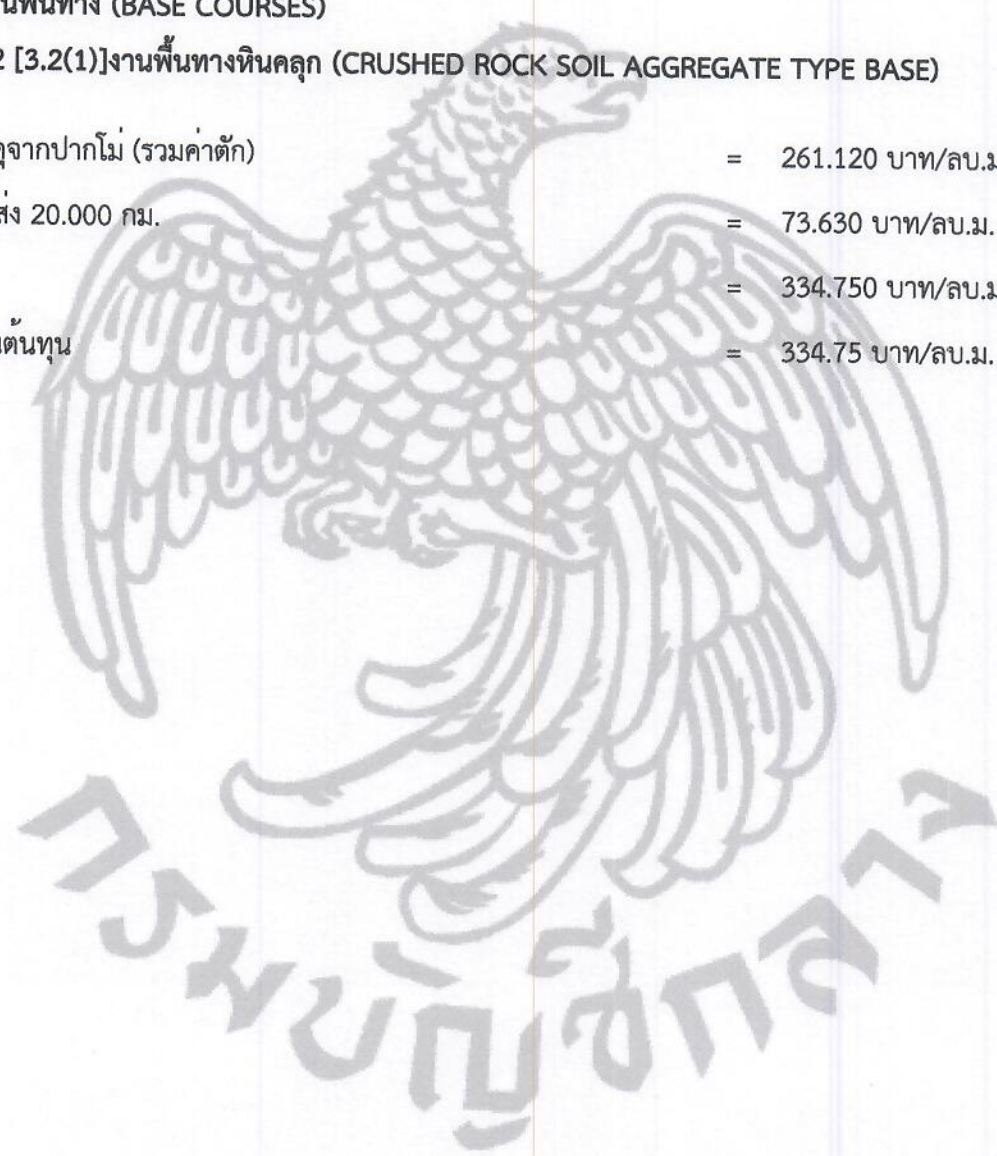 นพื้นทาง (BASE COURSES)
2 [3.2(1)]งานพื้นทางหินคลุก (CRUSHED ROCK SOIL AGGREGATE TYPE BASE)
ดุจากปากโม่ (รวมค่าตัก) = 261.120 บาท/ลบ.ม
ส่ง 20.000 กม. = 73.630 บาท/ลบ.ม.
= 334.750 บาท/ลบ.ม
นต้นทุน = 334.75 บาท/ลบ.ม.
กรมบัญชีกลาง